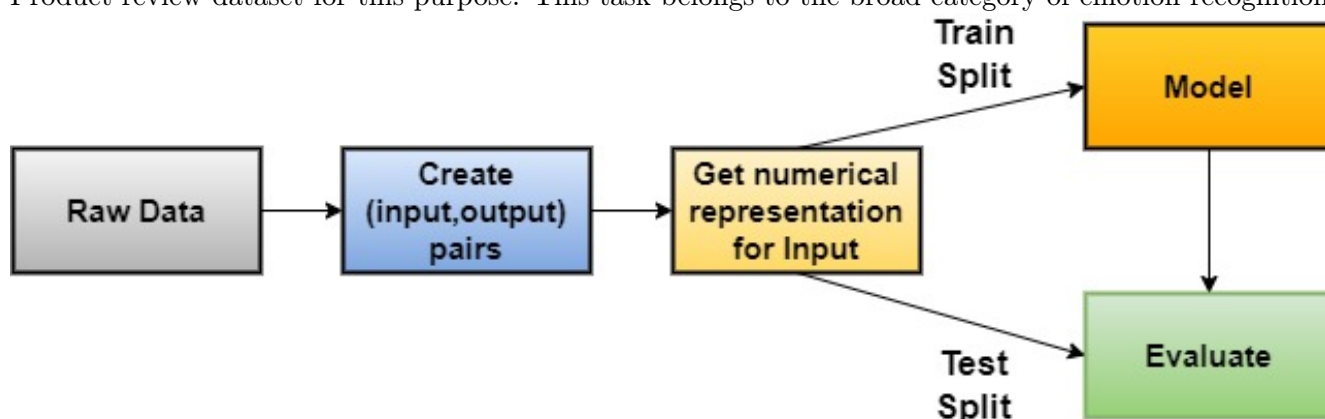 Product review dataset for this purpose. This task belongs to the broad category of emotion recognition
Train
Split
Model
Raw Data
Create
(input,output)
pairs
Get numerical
representation
for Input
Evaluate
Test
Split